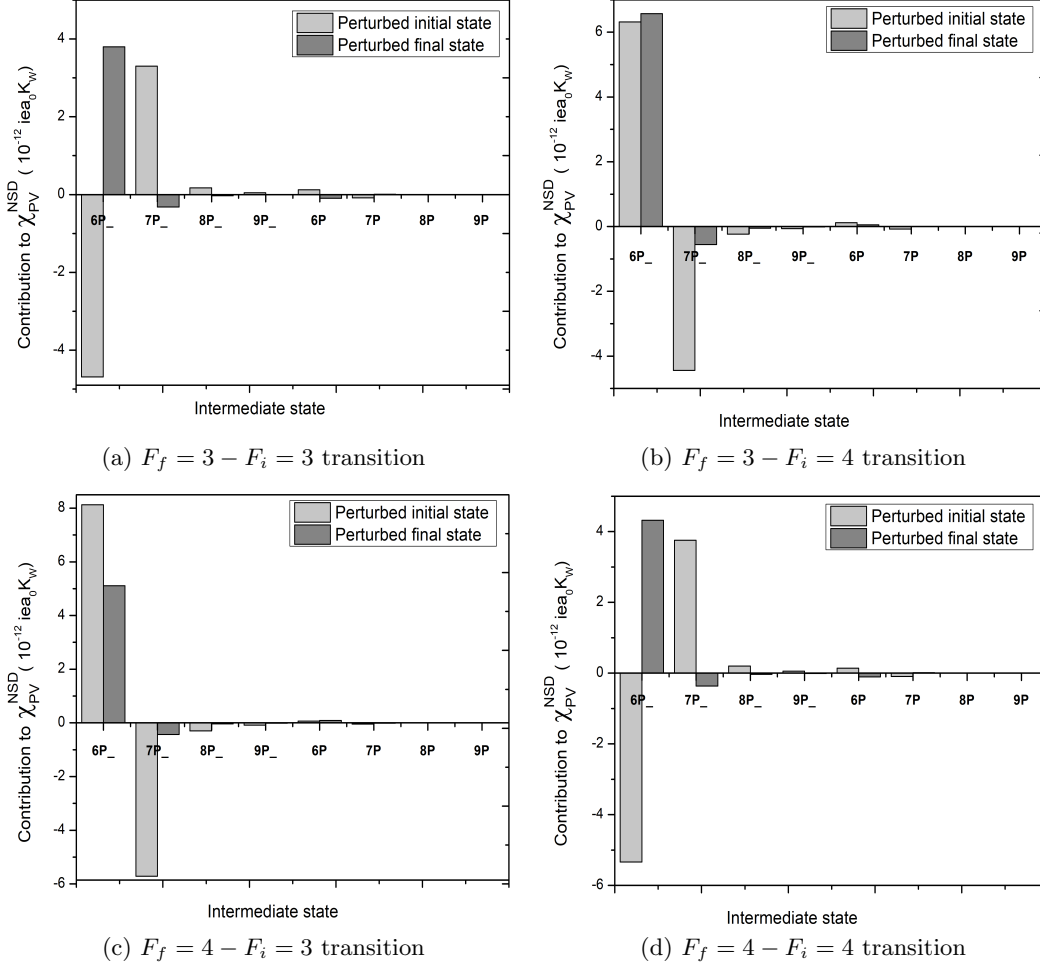 Contribution to χ_PV^NSD ( 10^-12 iea_0K_W)
4
2
0
-2
-4
Perturbed initial state
Perturbed final state
6P_ 7P_ 8P_ 9P_ 6P 7P 8P 9P
Intermediate state
(a) F_f = 3 − F_i = 3 transition
Contribution to χ_PV^NSD ( 10^-12 iea_0K_W)
6
4
2
0
-2
-4
Perturbed initial state
Perturbed final state
6P_ 7P_ 8P_ 9P_ 6P 7P 8P 9P
Intermediate state
(b) F_f = 3 − F_i = 4 transition
Contribution to χ_PV^NSD ( 10^-12 iea_0K_W)
8
6
4
2
0
-2
-4
-6
Perturbed initial state
Perturbed final state
6P_ 7P_ 8P_ 9P_ 6P 7P 8P 9P
Intermediate state
(c) F_f = 4 − F_i = 3 transition
Contribution to χ_PV^NSD ( 10^-12 iea_0K_W)
4
2
0
-2
-4
-6
Perturbed initial state
Perturbed final state
6P_ 7P_ 8P_ 9P_ 6P 7P 8P 9P
Intermediate state
(d) F_f = 4 − F_i = 4 transition